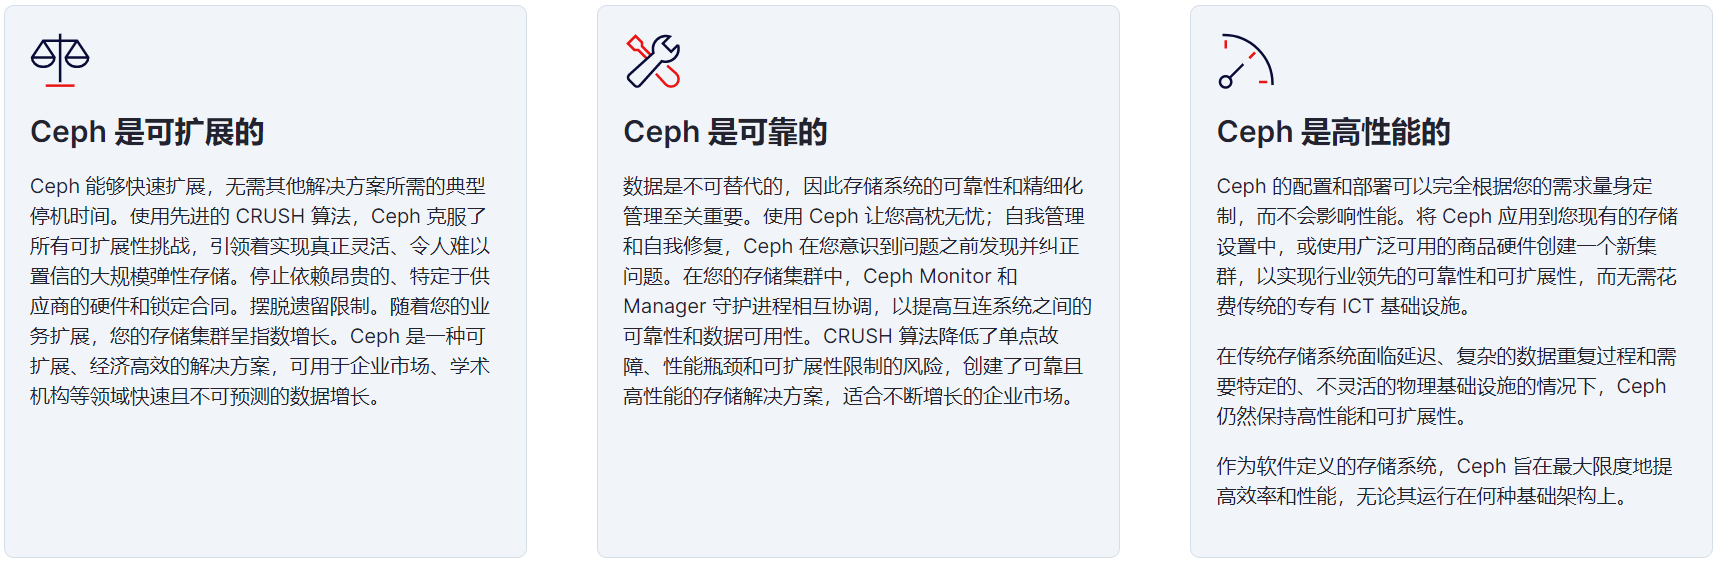 Ceph 是可扩展的
Ceph 能够快速扩展，无需其他解决方案所需的典型
停机时间。使用先进的 CRUSH 算法，Ceph 克服了
所有可扩展性挑战，引领着实现真正灵活、令人难以
置信的大规模弹性存储。停止依赖昂贵的、特定于供
应商的硬件和锁定合同。摆脱遗留限制。随着您的业
务扩展，您的存储集群呈指数增长。Ceph 是一种可
扩展、经济高效的解决方案，可用于企业市场、学术
机构等领域快速且不可预测的数据增长。
Ceph 是可靠的
数据是不可替代的，因此存储系统的可靠性和精细化
管理至关重要。使用 Ceph 让您高枕无忧；自我管理
和自我修复，Ceph 在您意识到问题之前发现并纠正
问题。在您的存储集群中，Ceph Monitor 和
Manager 守护进程相互协调，以提高互连系统之间的
可靠性和数据可用性。CRUSH 算法降低了单点故
障、性能瓶颈和可扩展性限制的风险，创建了可靠且
高性能的存储解决方案，适合不断增长的企业市场。
Ceph 是高性能的
Ceph 的配置和部署可以完全根据您的需求量身定
制，而不会影响性能。将 Ceph 应用到您现有的存储
设置中，或使用广泛可用的商品硬件创建一个新集
群，以实现行业领先的可靠性和可扩展性，而无需花
费传统的专有 ICT 基础设施。
在传统存储系统面临延迟、复杂的数据重复过程和需
要特定的、不灵活的物理基础设施的情况下，Ceph
仍然保持高性能和可扩展性。
作为软件定义的存储系统，Ceph 旨在最大限度地提
高效率和性能，无论其运行在何种基础架构上。